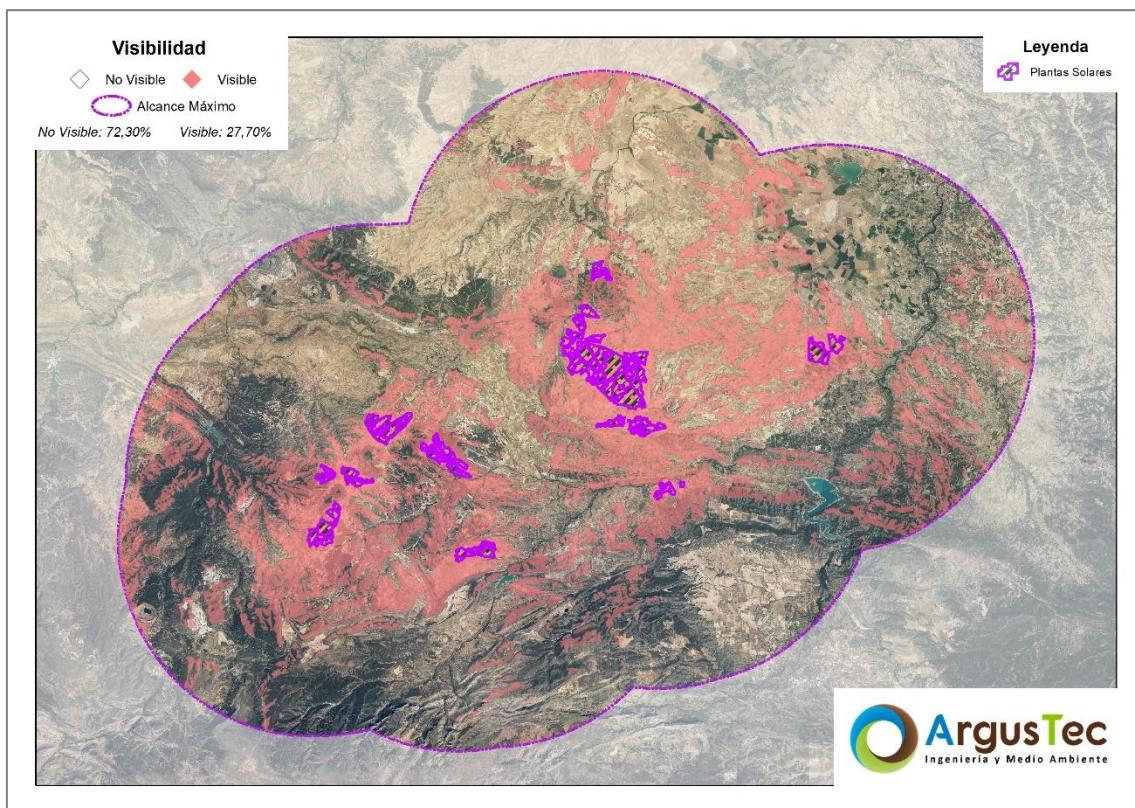 Visibilidad
No Visible Visible
Alcance Máximo
No Visible: 72,30% Visible: 27,70%
Leyenda
Plantas Solares
ArgusTec
Ingeniería y Medio Ambiente